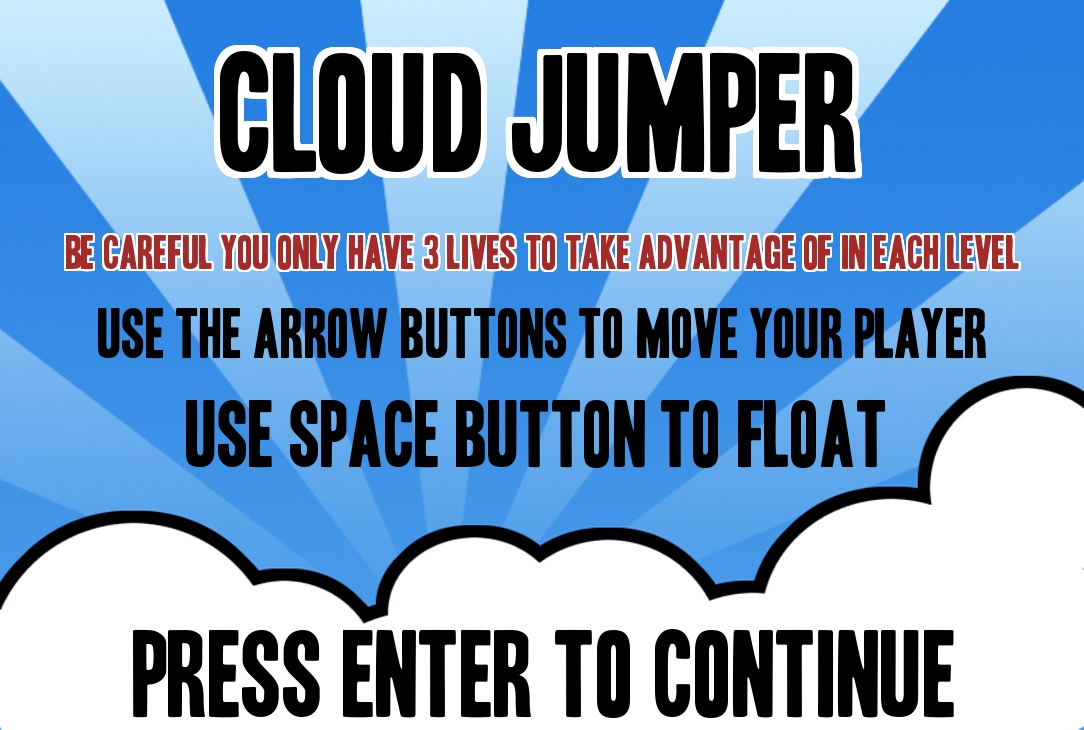 CLOUD JUMPER
BE CAREFUL YOU ONLY HAVE 3 LIVES TO TAKE ADVANTAGE OF IN EACH LEVEL
USE THE ARROW BUTTONS TO MOVE YOUR PLAYER
USE SPACE BUTTON TO FLOAT
PRESS ENTER TO CONTINUE